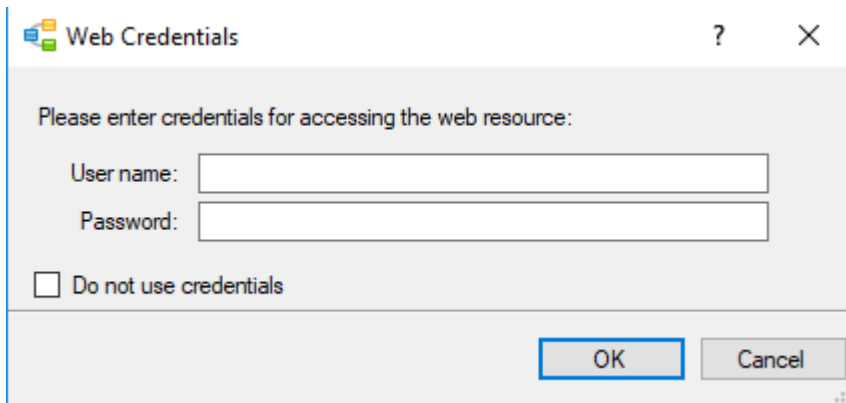 Web Credentials
?
Please enter credentials for accessing the web resource:
User name:
Password:
Do not use credentials
OK
Cancel